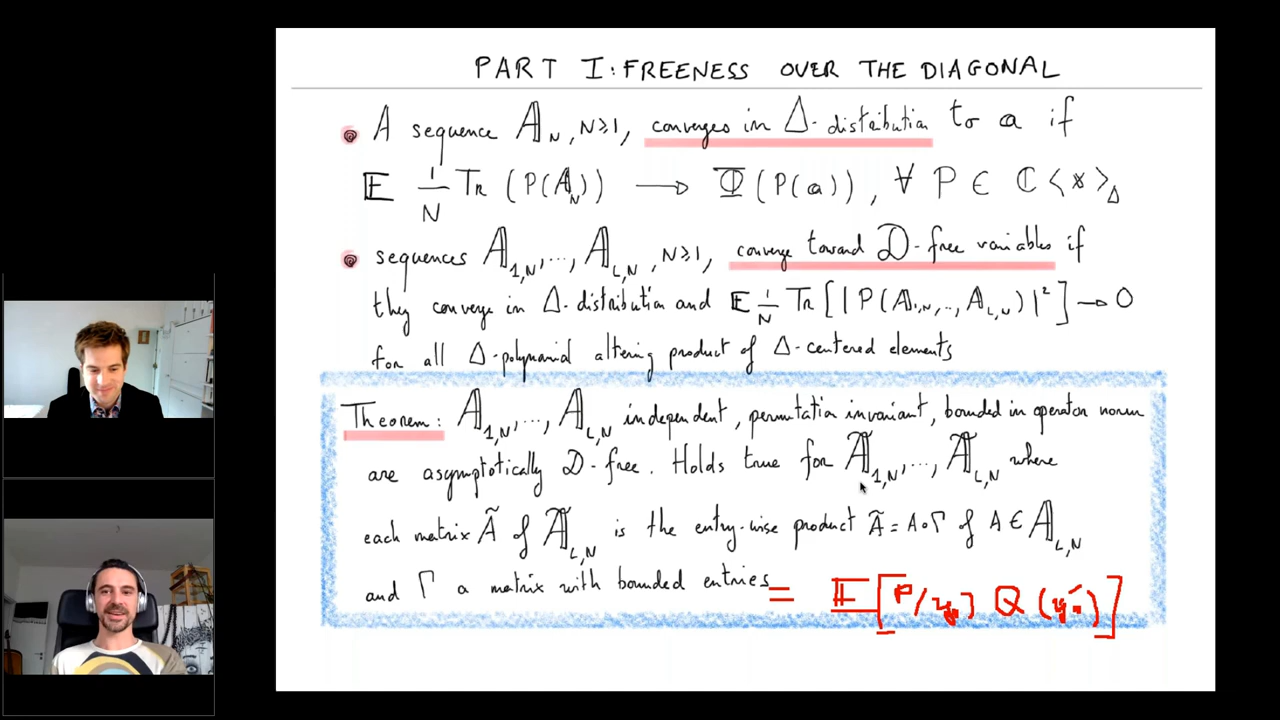 PART I: FREENESS OVER THE DIAGONAL
A sequence 𝔸_N, N≥1, converges in Δ-distribution to a if
𝔼 1/N Tr (P(𝔸_N)) → Φ(P(a)), ∀ P ∈ ℂ⟨x⟩_Δ
sequences 𝔸_{1,N}, ..., 𝔸_{L,N}, N≥1, converge toward D-free variables if
they converge in Δ-distribution and 𝔼 1/N Tr [|P(𝔸_{1,N}, .., 𝔸_{L,N})|²] → 0
for all Δ-polynomial altering product of Δ-centered elements
Theorem: 𝔸_{1,N}, ..., 𝔸_{L,N} independent, permutation invariant, bounded in operator norm
are asymptotically D-free. Holds true for 𝔸̃_{1,N}, ..., 𝔸̃_{L,N} where
each matrix Ã of 𝔸̃_{L,N} is the entry-wise product Ã = A∘Γ of A ∈ 𝔸_{L,N}
and Γ a matrix with bounded entries
= 𝔼[P Q]